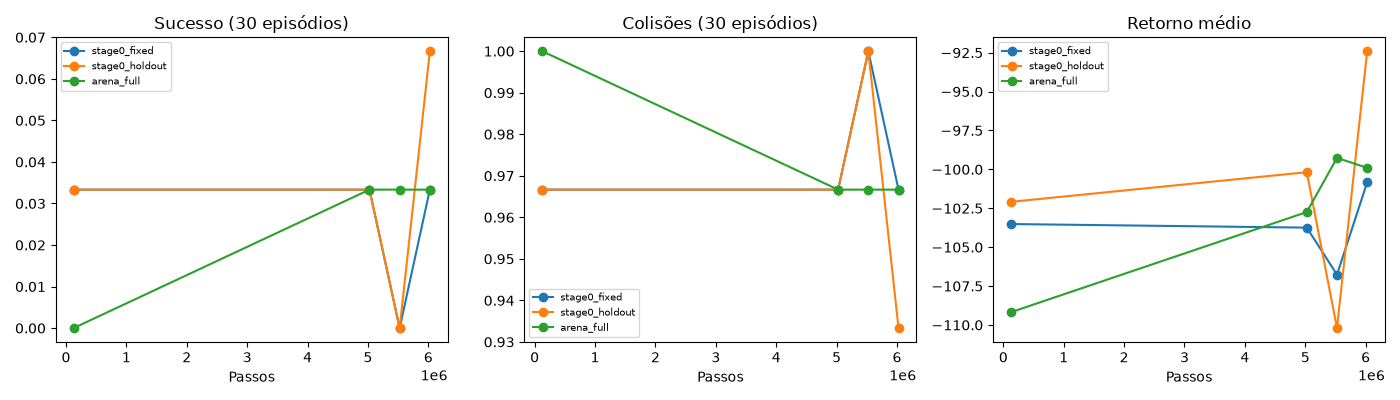 Sucesso (30 episódios)
0.07
0.06
0.05
0.04
0.03
0.02
0.01
0.00
stage0_fixed
stage0_holdout
arena_full
0 1 2 3 4 5 6
1e6
Passos
Colisões (30 episódios)
1.00
0.99
0.98
0.97
0.96
0.95
0.94
0.93
stage0_fixed
stage0_holdout
arena_full
0 1 2 3 4 5 6
1e6
Passos
Retorno médio
−92.5
−95.0
−97.5
−100.0
−102.5
−105.0
−107.5
−110.0
stage0_fixed
stage0_holdout
arena_full
0 1 2 3 4 5 6
1e6
Passos